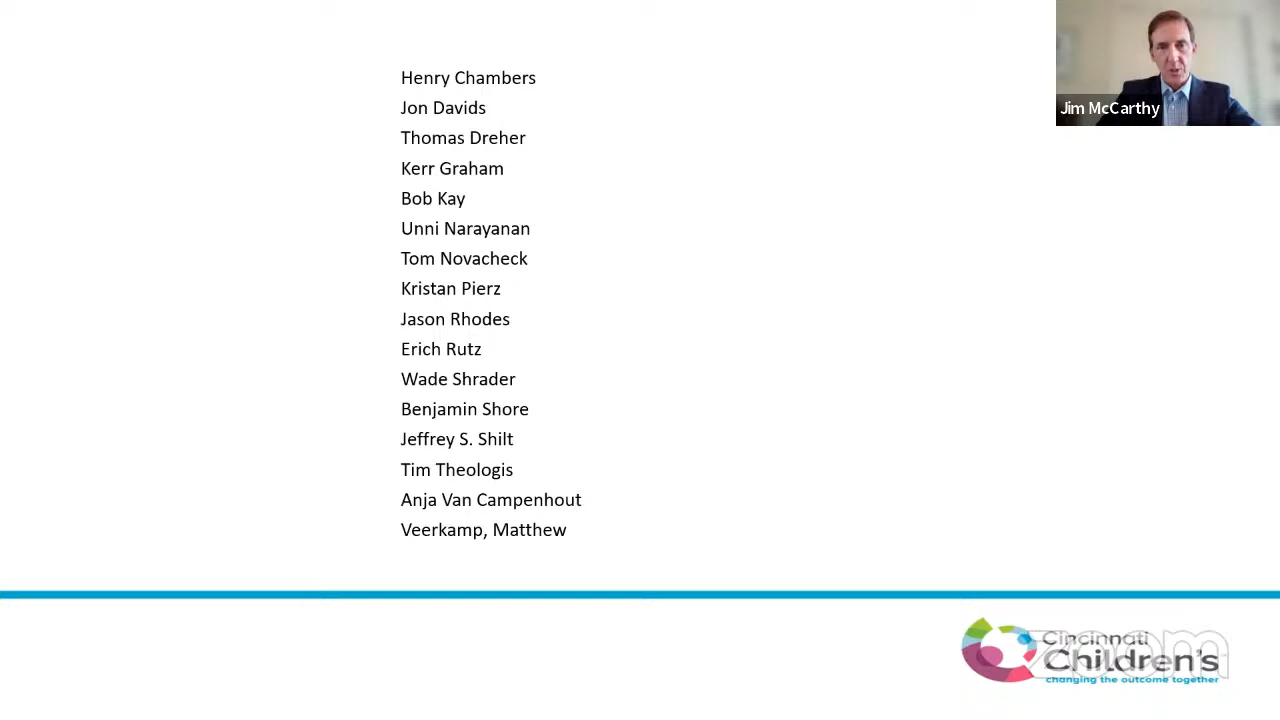 Henry Chambers
Jon Davids
Thomas Dreher
Kerr Graham
Bob Kay
Unni Narayanan
Tom Novacheck
Kristan Pierz
Jason Rhodes
Erich Rutz
Wade Shrader
Benjamin Shore
Jeffrey S. Shilt
Tim Theologis
Anja Van Campenhout
Veerkamp, Matthew
Jim McCarthy
Cincinnati
Children's
changing the outcome together
zoom